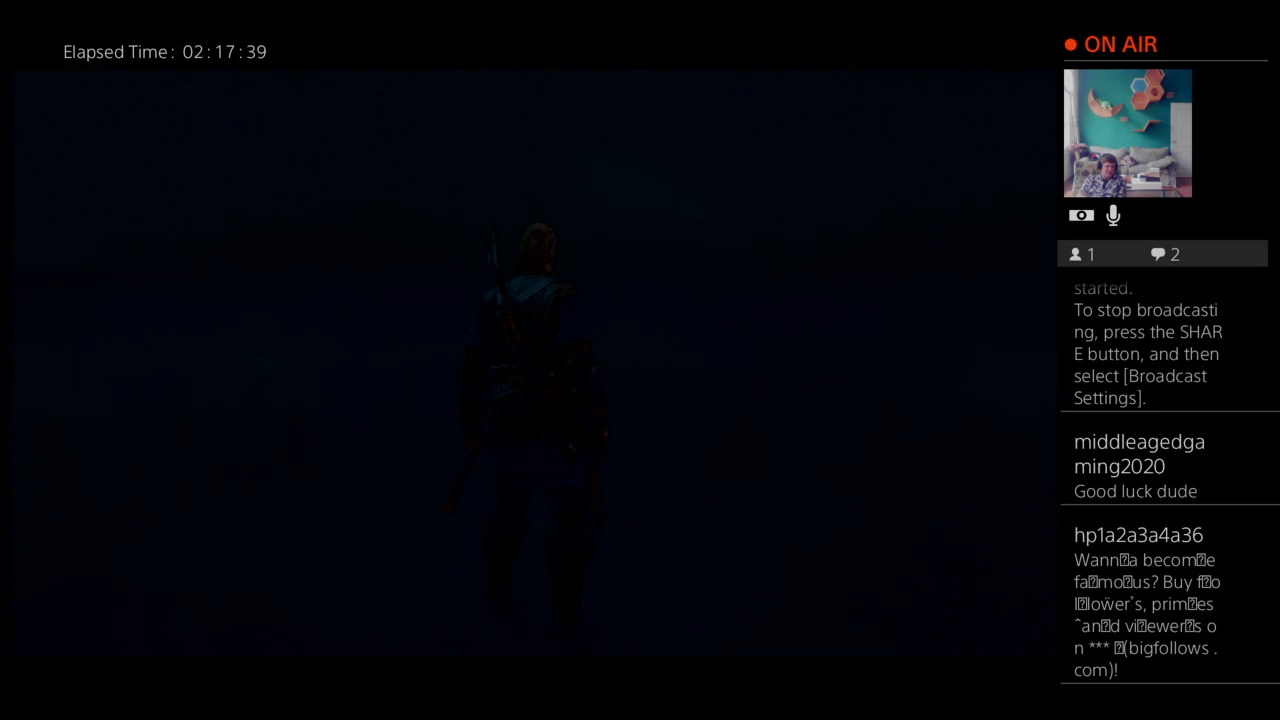 Elapsed Time: 02:17:39
ON AIR
1
2
started.
To stop broadcasti
ng, press the SHAR
E button, and then
select [Broadcast
Settings].
middleagedga
ming2020
Good luck dude
hp1a2a3a4a36
Wann�a becom�e
fa�mo�us? Buy f�o
l�loẅer`s, prim�es
ˆan�d vi�ewer�s o
n *** �(bigfollows .
com)!